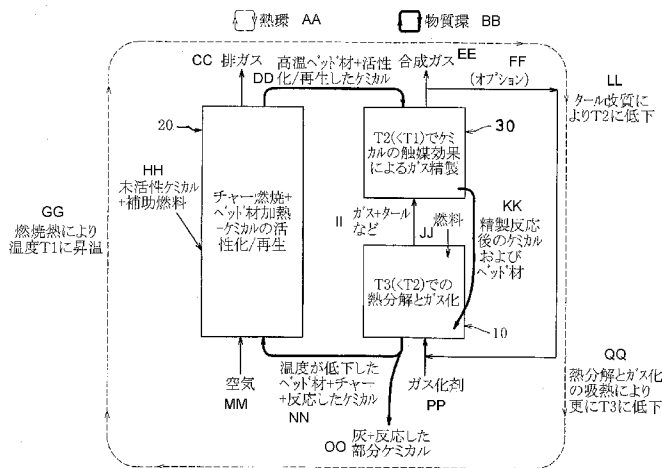 熱環 AA
物質環 BB
CC 排ガス
高温ベッド材+活性
DD 化/再生したケミカル
合成ガス EE
FF
(オプション)
LL
タール改質に
よりT2に低下
20
30
HH
未活性ケミカル
+補助燃料
チャー燃焼+
ベッド材加熱
-ケミカルの活
性化/再生
T2(<T1)でケミ
カルの触媒効果
によるガス精製
GG
燃焼熱により
温度T1に昇温
II
ガス+タール
など
JJ
燃料
KK
精製反応
後のケミカル
および
ベッド材
T3(<T2)での
熱分解とガス化
10
空気
MM
温度が低下した
ベッド材+チャー
+反応したケミカル
NN
ガス化剤
PP
QQ
熱分解とガス化
の吸熱により
更にT3に低下
OO 灰+反応した
部分ケミカル